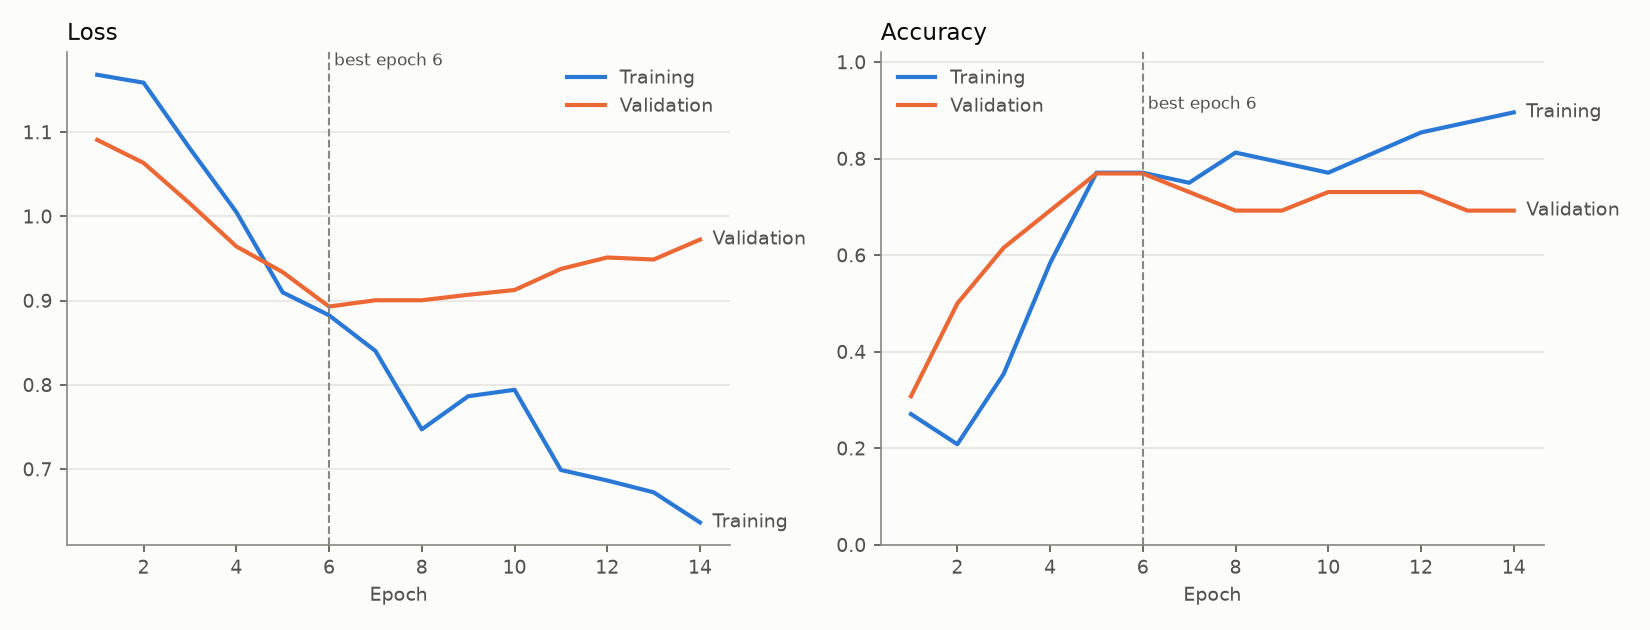 Loss
best epoch 6
Training
Validation
1.1
1.0
0.9
0.8
0.7
Validation
Training
2 4 6 8 10 12 14
Epoch
Accuracy
Training
Validation
best epoch 6
1.0
0.8
0.6
0.4
0.2
0.0
Training
Validation
2 4 6 8 10 12 14
Epoch